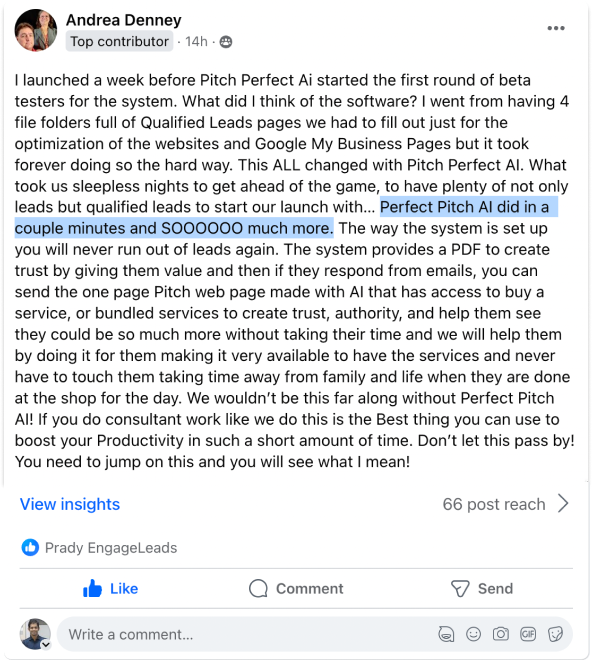 Andrea Denney
Top contributor · 14h ·
I launched a week before Pitch Perfect Ai started the first round of beta
testers for the system. What did I think of the software? I went from having 4
file folders full of Qualified Leads pages we had to fill out just for the
optimization of the websites and Google My Business Pages but it took
forever doing so the hard way. This ALL changed with Pitch Perfect AI. What
took us sleepless nights to get ahead of the game, to have plenty of not only
leads but qualified leads to start our launch with... Perfect Pitch AI did in a
couple minutes and SOOOOOO much more. The way the system is set up
you will never run out of leads again. The system provides a PDF to create
trust by giving them value and then if they respond from emails, you can
send the one page Pitch web page made with AI that has access to buy a
service, or bundled services to create trust, authority, and help them see
they could be so much more without taking their time and we will help them
by doing it for them making it very available to have the services and never
have to touch them taking time away from family and life when they are done
at the shop for the day. We wouldn't be this far along without Perfect Pitch
AI! If you do consultant work like we do this is the Best thing you can use to
boost your Productivity in such a short amount of time. Don't let this pass by!
You need to jump on this and you will see what I mean!
View insights
66 post reach
Prady EngageLeads
Like
Comment
Send
Write a comment...
GIF